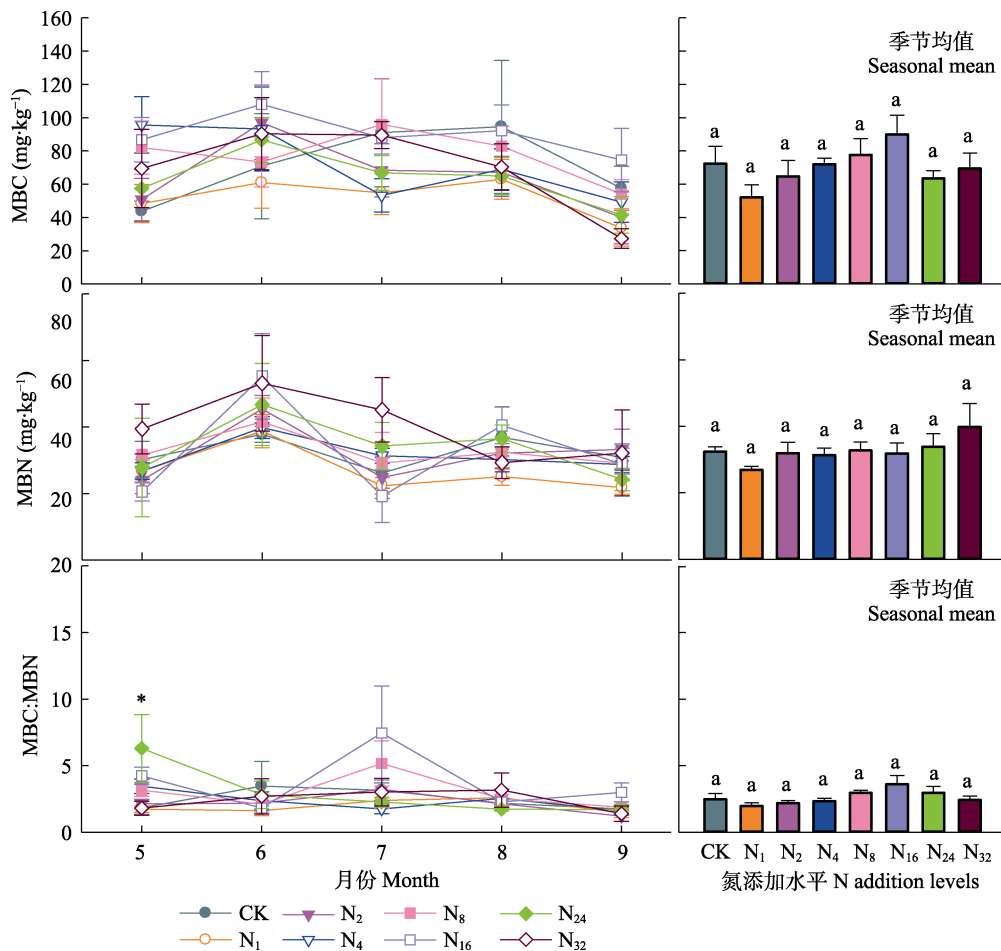 160
140
120
100
80
60
40
20
0
MBC (mg·kg⁻¹)
季节均值
Seasonal mean
a a a a a a a a
80
60
40
20
MBN (mg·kg⁻¹)
季节均值
Seasonal mean
a a a a a a a a
20
15
10
5
0
MBC:MBN
*
季节均值
Seasonal mean
a a a a a a a a
5 6 7 8 9
月份 Month
CK N₁ N₂ N₄ N₈ N₁₆ N₂₄ N₃₂
氮添加水平 N addition levels
CK N₂ N₈ N₂₄
N₁ N₄ N₁₆ N₃₂